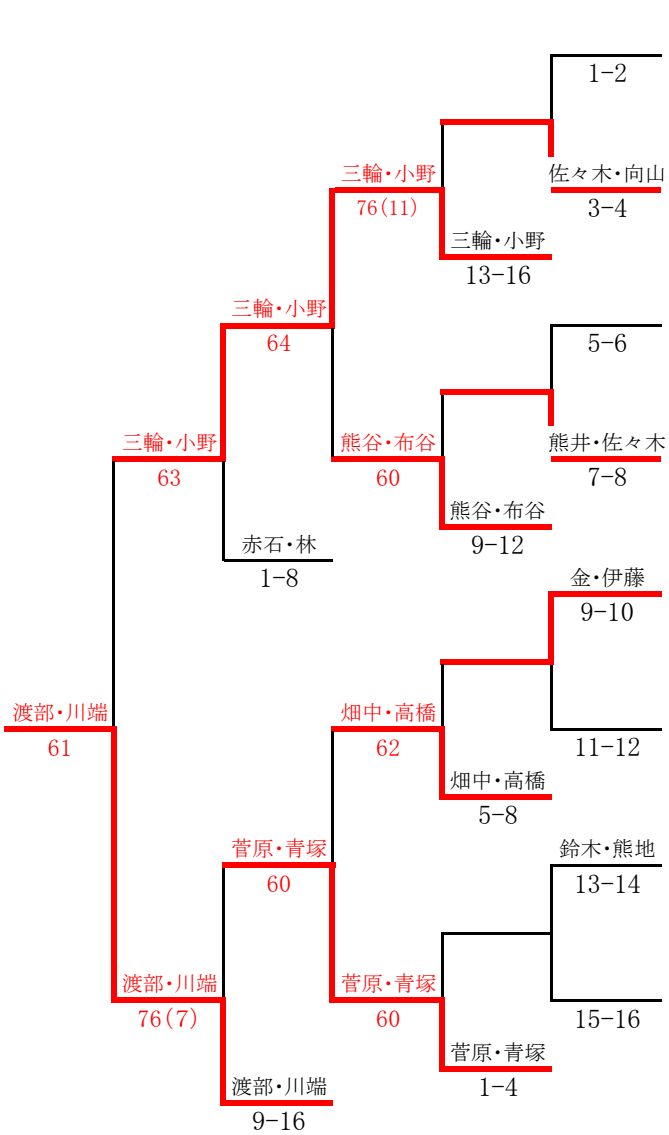 1-2
三輪・小野
佐々木・向山
76(11)
3-4
三輪・小野
13-16
三輪・小野
64
5-6
三輪・小野
熊谷・布谷
熊井・佐々木
63
60
7-8
熊谷・布谷
9-12
赤石・林
1-8
金・伊藤
9-10
渡部・川端
畑中・高橋
61
62
11-12
畑中・高橋
5-8
菅原・青塚
鈴木・熊地
60
13-14
渡部・川端
菅原・青塚
76(7)
60
15-16
菅原・青塚
1-4
渡部・川端
9-16